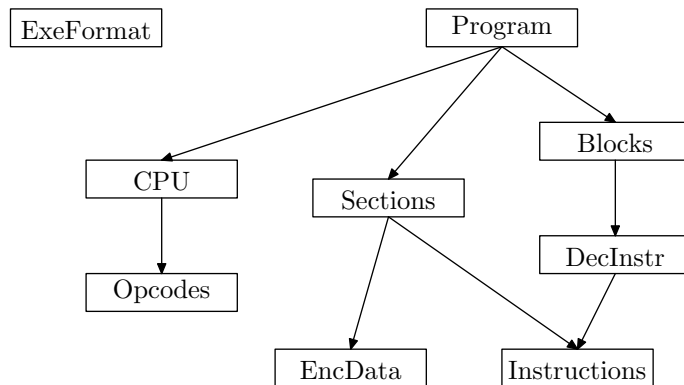 ExeFormat
Program
Blocks
CPU
Sections
DecInstr
Opcodes
EncData
Instructions